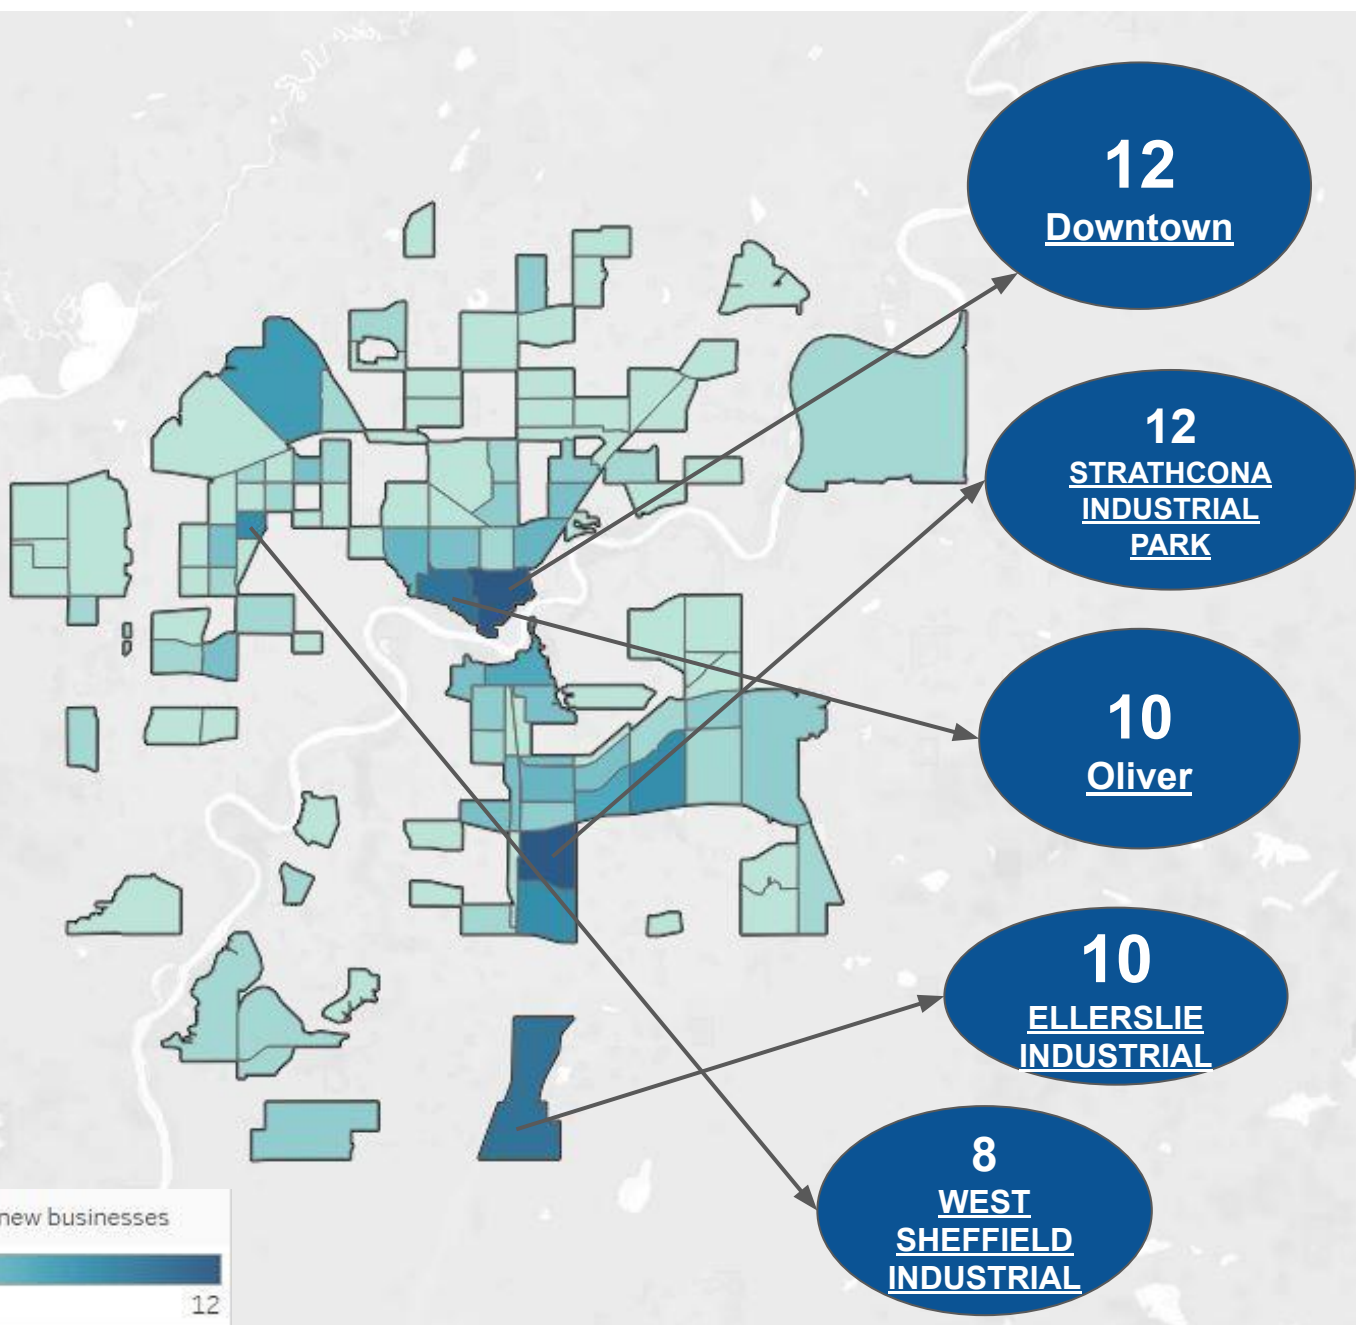 12
Downtown
12
STRATHCONA
INDUSTRIAL
PARK
10
Oliver
10
ELLERSLIE
INDUSTRIAL
8
WEST
SHEFFIELD
INDUSTRIAL
new businesses
12